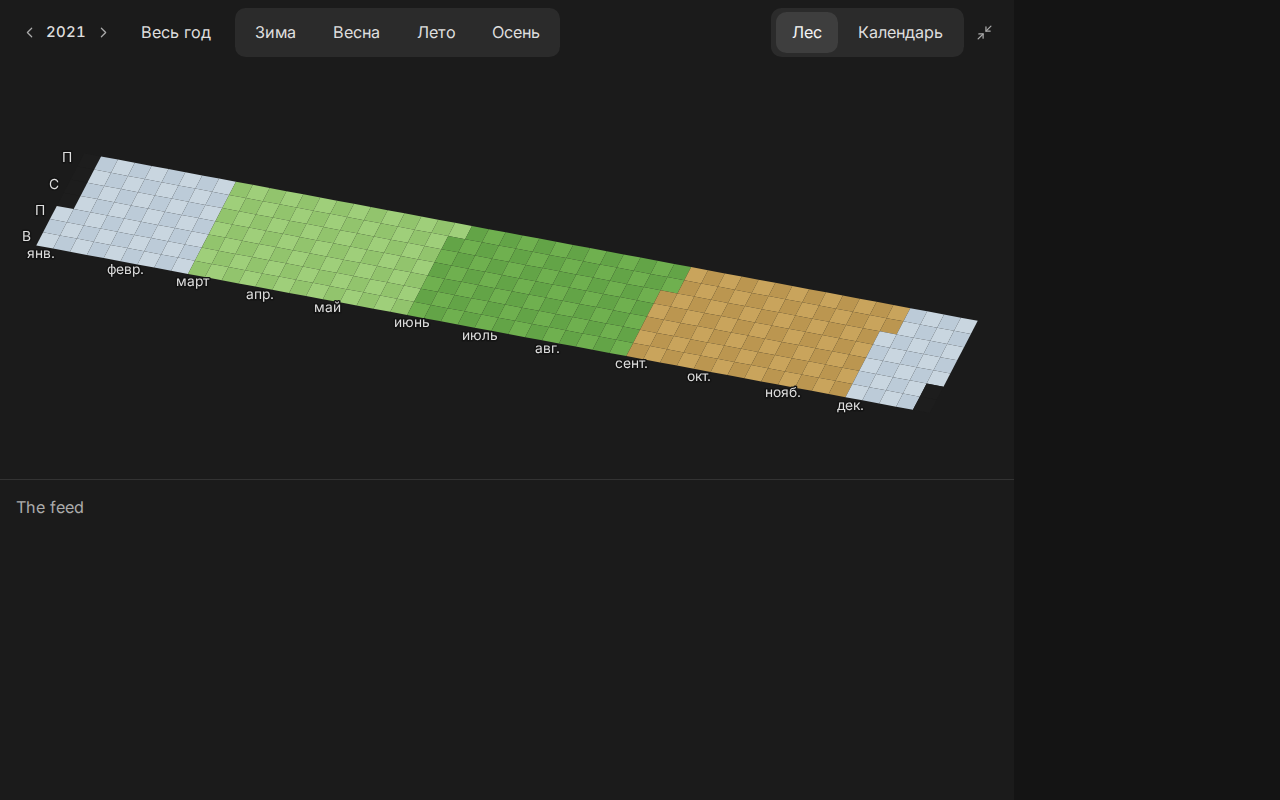 2021 Весь год Зима Весна Лето Осень Лес Календарь
П
С
П
В
янв.
февр.
март
апр.
май
июнь
июль
авг.
сент.
окт.
нояб.
дек.
The feed